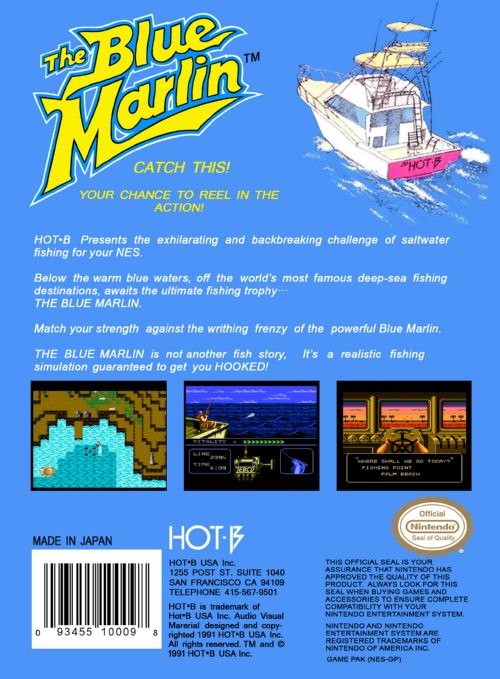 The Blue
Marlin™
CATCH THIS!
YOUR CHANCE TO REEL IN THE
ACTION!
HOT•B
HOT•B Presents the exhilarating and backbreaking challenge of saltwater
fishing for your NES.
Below the warm blue waters, off the world's most famous deep-sea fishing
destinations, awaits the ultimate fishing trophy…
THE BLUE MARLIN.
Match your strength against the writhing frenzy of the powerful Blue Marlin.
THE BLUE MARLIN is not another fish story, It's a realistic fishing
simulation guaranteed to get you HOOKED!
VITALITY =
LINE
209ft
TIME
6:09
"WHERE SHALL WE GO TODAY?"
FISHING POINT
PALM BEACH
MADE IN JAPAN
0 93455 10009 8
HOT•B
HOT•B USA Inc.
1255 POST ST. SUITE 1040
SAN FRANCISCO CA 94109
TELEPHONE 415-567-9501
HOT•B is trademark of
Hot•B USA Inc. Audio Visual
Marerial designed and copy-
righted 1991 HOT•B USA Inc.
All rights reserved. TM and ©
1991 HOT•B USA Inc.
Official
Nintendo
Seal of Quality
THIS OFFICIAL SEAL IS YOUR
ASSURANCE THAT NINTENDO HAS
APPROVED THE QUALITY OF THIS
PRODUCT. ALWAYS LOOK FOR THIS
SEAL WHEN BUYING GAMES AND
ACCESSORIES TO ENSURE COMPLETE
COMPATIBILITY WITH YOUR
NINTENDO ENTERTAINMENT SYSTEM.
NINTENDO AND NINTENDO
ENTERTAINMENT SYSTEM ARE
REGISTERED TRADEMARKS OF
NINTENDO OF AMERICA INC.
GAME PAK (NES-GP)